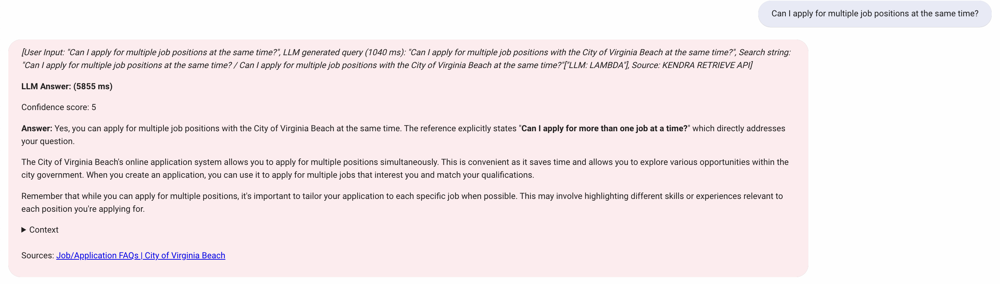 Can I apply for multiple job positions at the same time?
[User Input: "Can I apply for multiple job positions at the same time?", LLM generated query (1040 ms): "Can I apply for multiple job positions with the City of Virginia Beach at the same time?", Search string:
"Can I apply for multiple job positions at the same time? / Can I apply for multiple job positions with the City of Virginia Beach at the same time?"["LLM: LAMBDA"], Source: KENDRA RETRIEVE API]
LLM Answer: (5855 ms)
Confidence score: 5
Answer: Yes, you can apply for multiple job positions with the City of Virginia Beach at the same time. The reference explicitly states "Can I apply for more than one job at a time?" which directly addresses
your question.
The City of Virginia Beach's online application system allows you to apply for multiple positions simultaneously. This is convenient as it saves time and allows you to explore various opportunities within the
city government. When you create an application, you can use it to apply for multiple jobs that interest you and match your qualifications.
Remember that while you can apply for multiple positions, it's important to tailor your application to each specific job when possible. This may involve highlighting different skills or experiences relevant to
each position you're applying for.
▶ Context
Sources: Job/Application FAQs | City of Virginia Beach